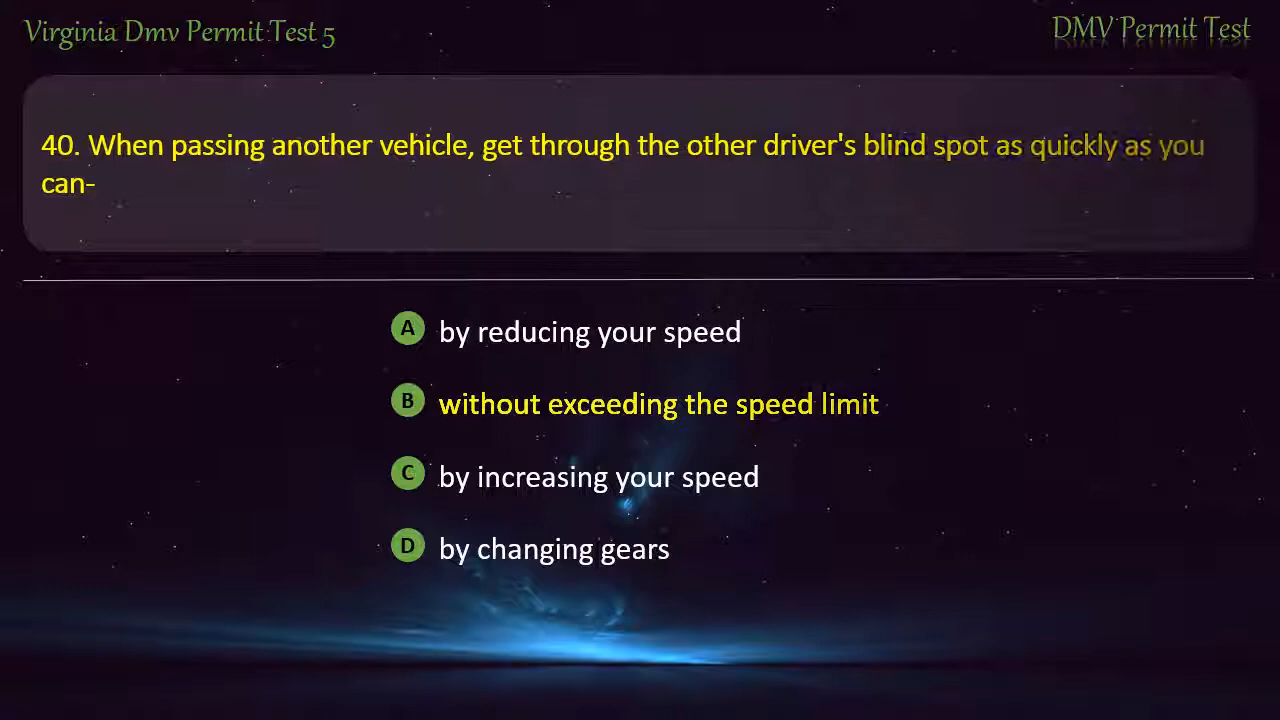 Virginia Dmv Permit Test 5
DMV Permit Test
40. When passing another vehicle, get through the other driver's blind spot as quickly as you
can-
A by reducing your speed
B without exceeding the speed limit
C by increasing your speed
D by changing gears